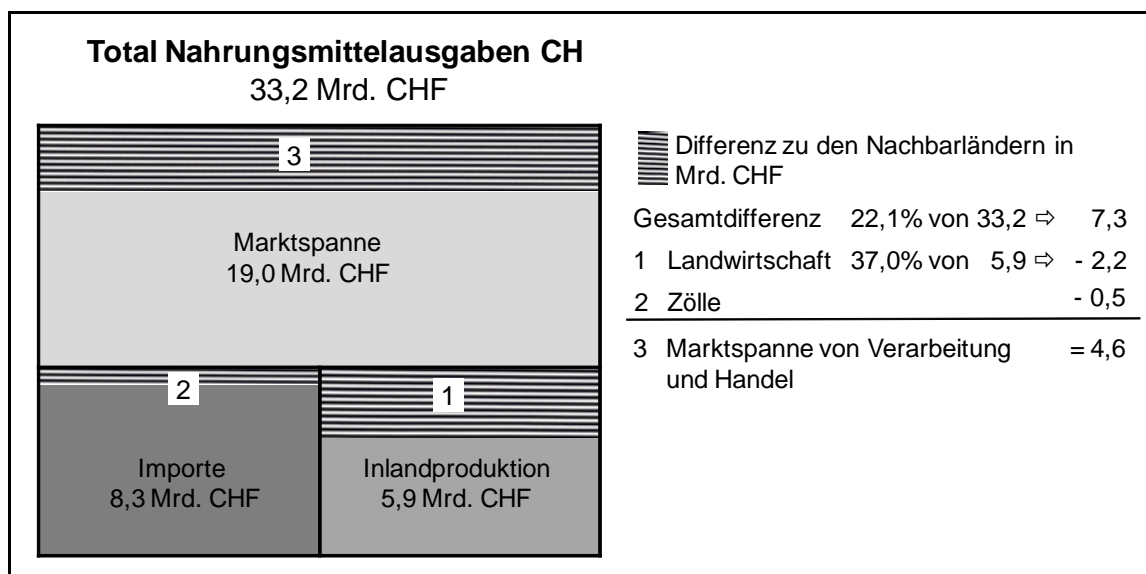 Total Nahrungsmittelausgaben CH
33,2 Mrd. CHF
3
Marktspanne
19,0 Mrd. CHF
2
1
Importe
8,3 Mrd. CHF
Inlandproduktion
5,9 Mrd. CHF
Differenz zu den Nachbarländern in
Mrd. CHF
Gesamtdifferenz 22,1% von 33,2 ⇨ 7,3
1 Landwirtschaft 37,0% von 5,9 ⇨ - 2,2
2 Zölle - 0,5
3 Marktspanne von Verarbeitung = 4,6
und Handel